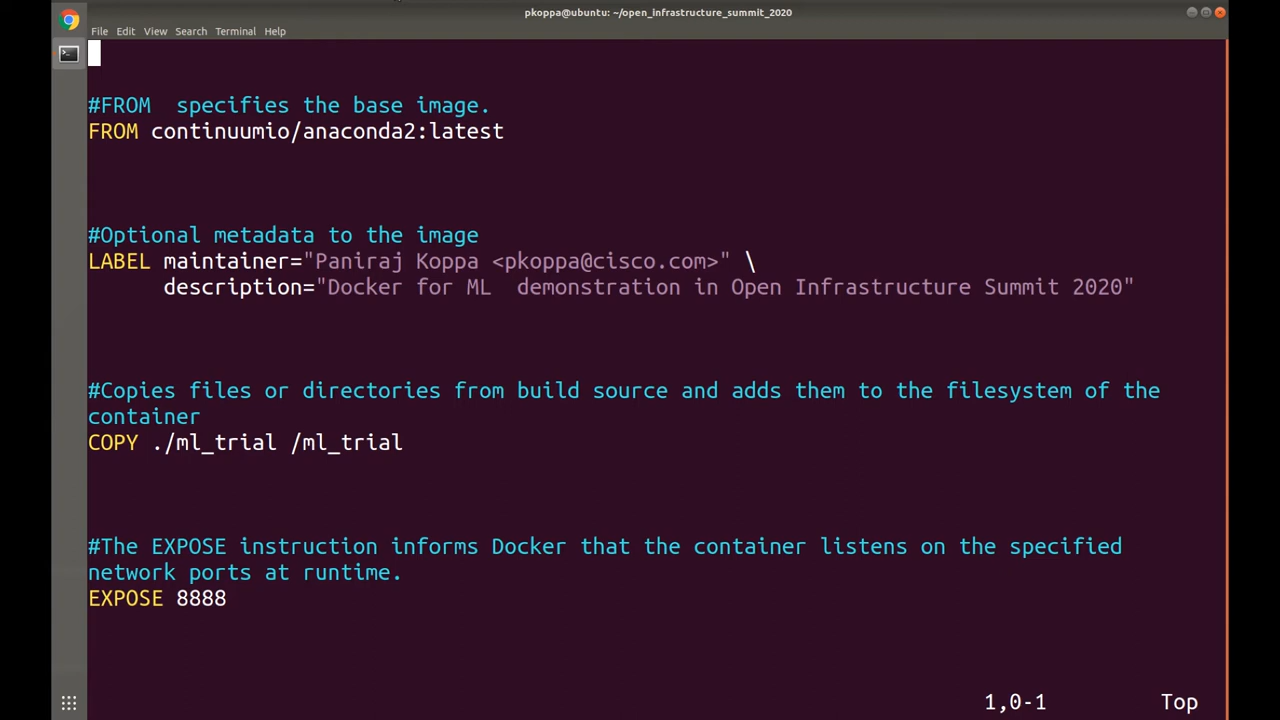 pkoppa@ubuntu: ~/open_infrastructure_summit_2020
File Edit View Search Terminal Help
#FROM  specifies the base image.
FROM continuumio/anaconda2:latest
#Optional metadata to the image
LABEL maintainer="Paniraj Koppa <pkoppa@cisco.com>" \
      description="Docker for ML  demonstration in Open Infrastructure Summit 2020"
#Copies files or directories from build source and adds them to the filesystem of the
container
COPY ./ml_trial /ml_trial
#The EXPOSE instruction informs Docker that the container listens on the specified
network ports at runtime.
EXPOSE 8888
1,0-1 Top